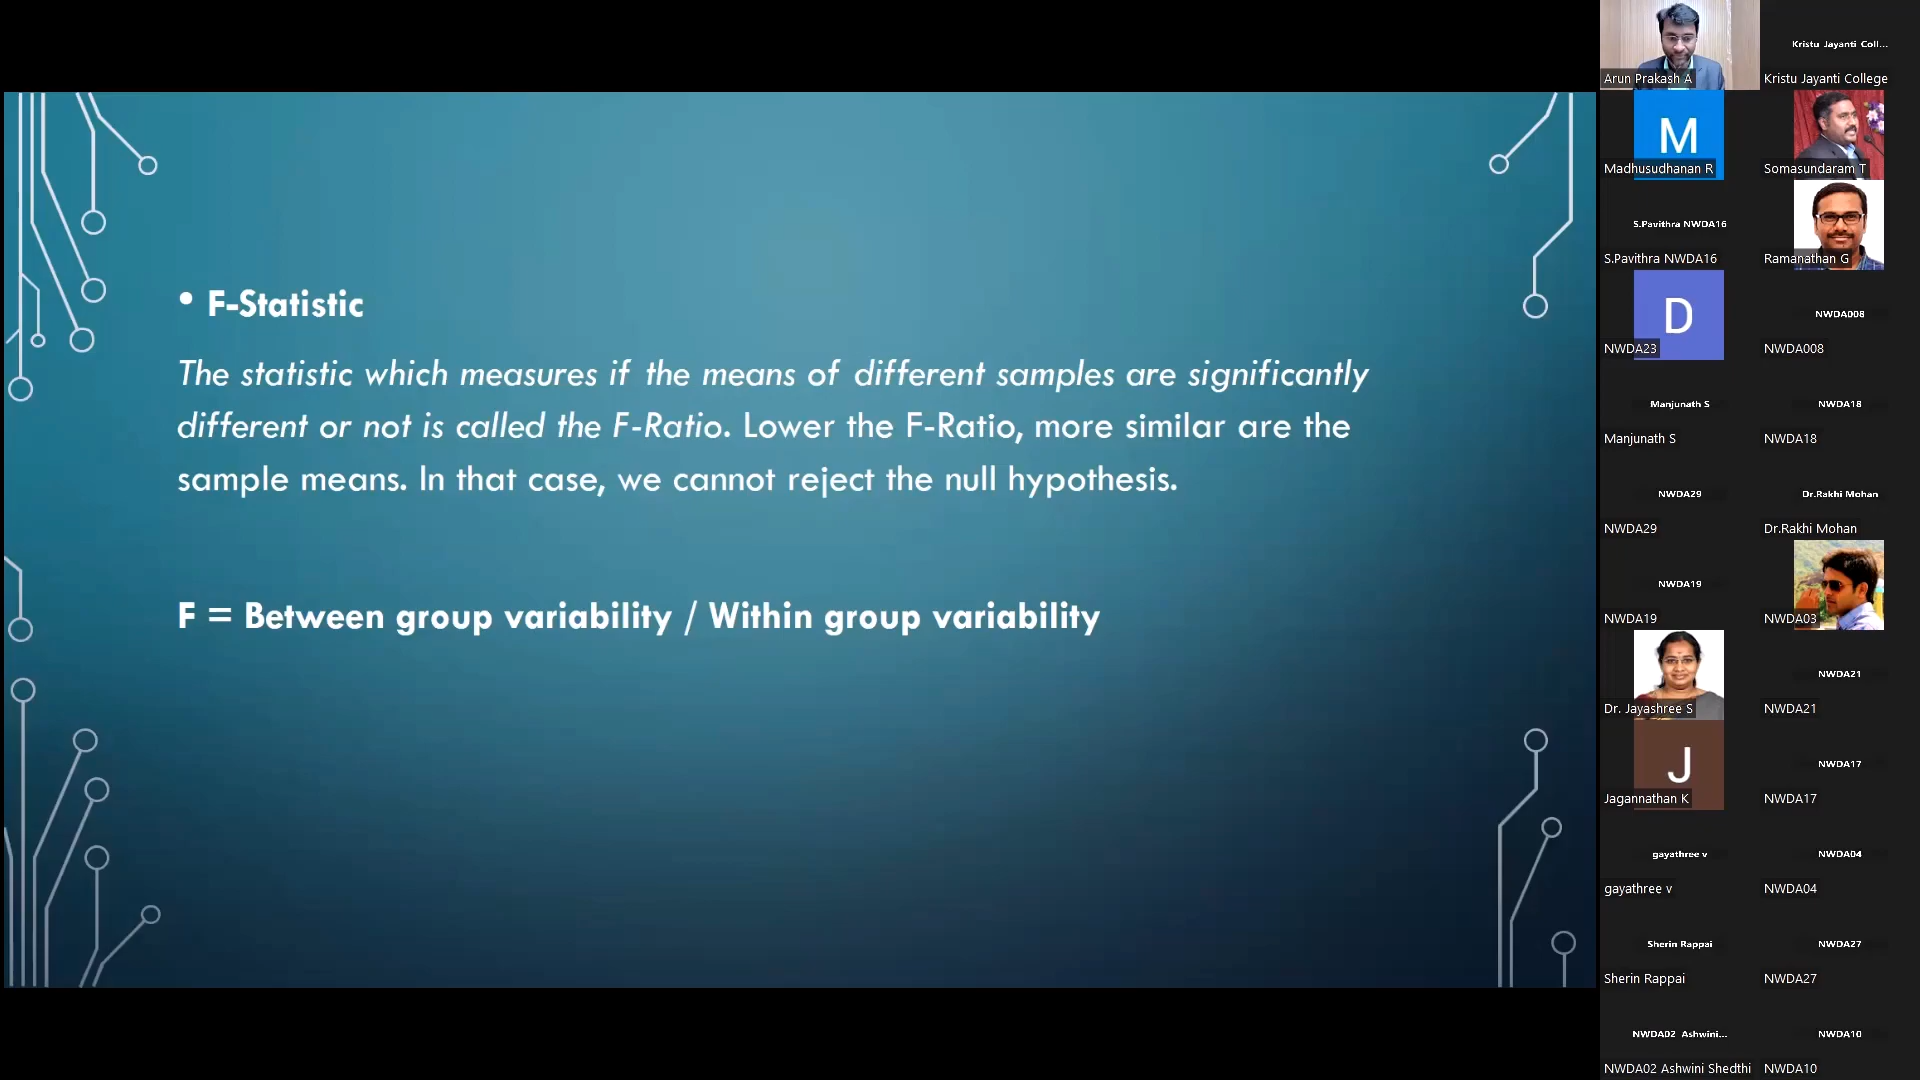 • F-Statistic
The statistic which measures if the means of different samples are significantly
different or not is called the F-Ratio. Lower the F-Ratio, more similar are the
sample means. In that case, we cannot reject the null hypothesis.
F = Between group variability / Within group variability
Arun Prakash A
Kristu Jayanti Coll...
Kristu Jayanti College
M
Madhusudhanan R
Somasundaram T
S.Pavithra NWDA16
S.Pavithra NWDA16
Ramanathan G
D
NWDA23
NWDA008
NWDA008
Manjunath S
Manjunath S
NWDA18
NWDA18
NWDA29
NWDA29
Dr.Rakhi Mohan
Dr.Rakhi Mohan
NWDA19
NWDA19
NWDA03
Dr. Jayashree S
NWDA21
NWDA21
J
Jagannathan K
NWDA17
NWDA17
gayathree v
gayathree v
NWDA04
NWDA04
Sherin Rappai
Sherin Rappai
NWDA27
NWDA27
NWDA02 Ashwini...
NWDA02 Ashwini Shedthi
NWDA10
NWDA10